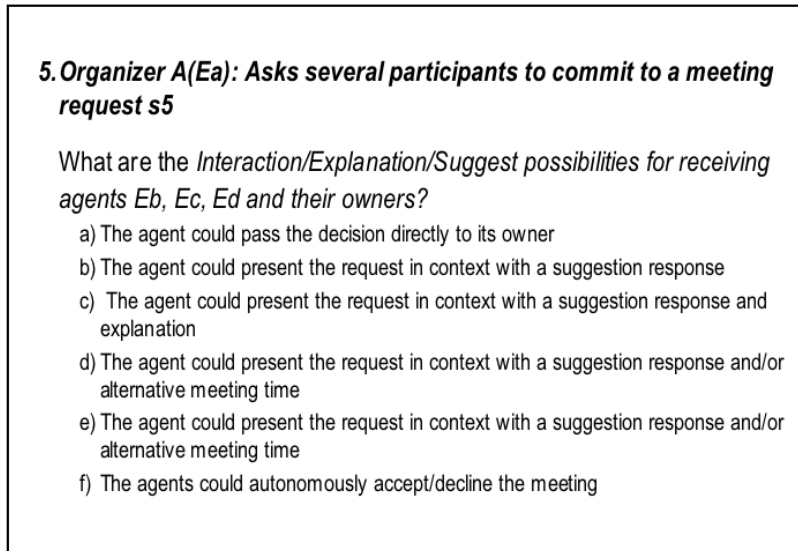 5. Organizer A(Ea): Asks several participants to commit to a meeting
request s5
What are the Interaction/Explanation/Suggest possibilities for receiving
agents Eb, Ec, Ed and their owners?
a) The agent could pass the decision directly to its owner
b) The agent could present the request in context with a suggestion response
c) The agent could present the request in context with a suggestion response and
explanation
d) The agent could present the request in context with a suggestion response and/or
alternative meeting time
e) The agent could present the request in context with a suggestion response and/or
alternative meeting time
f) The agents could autonomously accept/decline the meeting